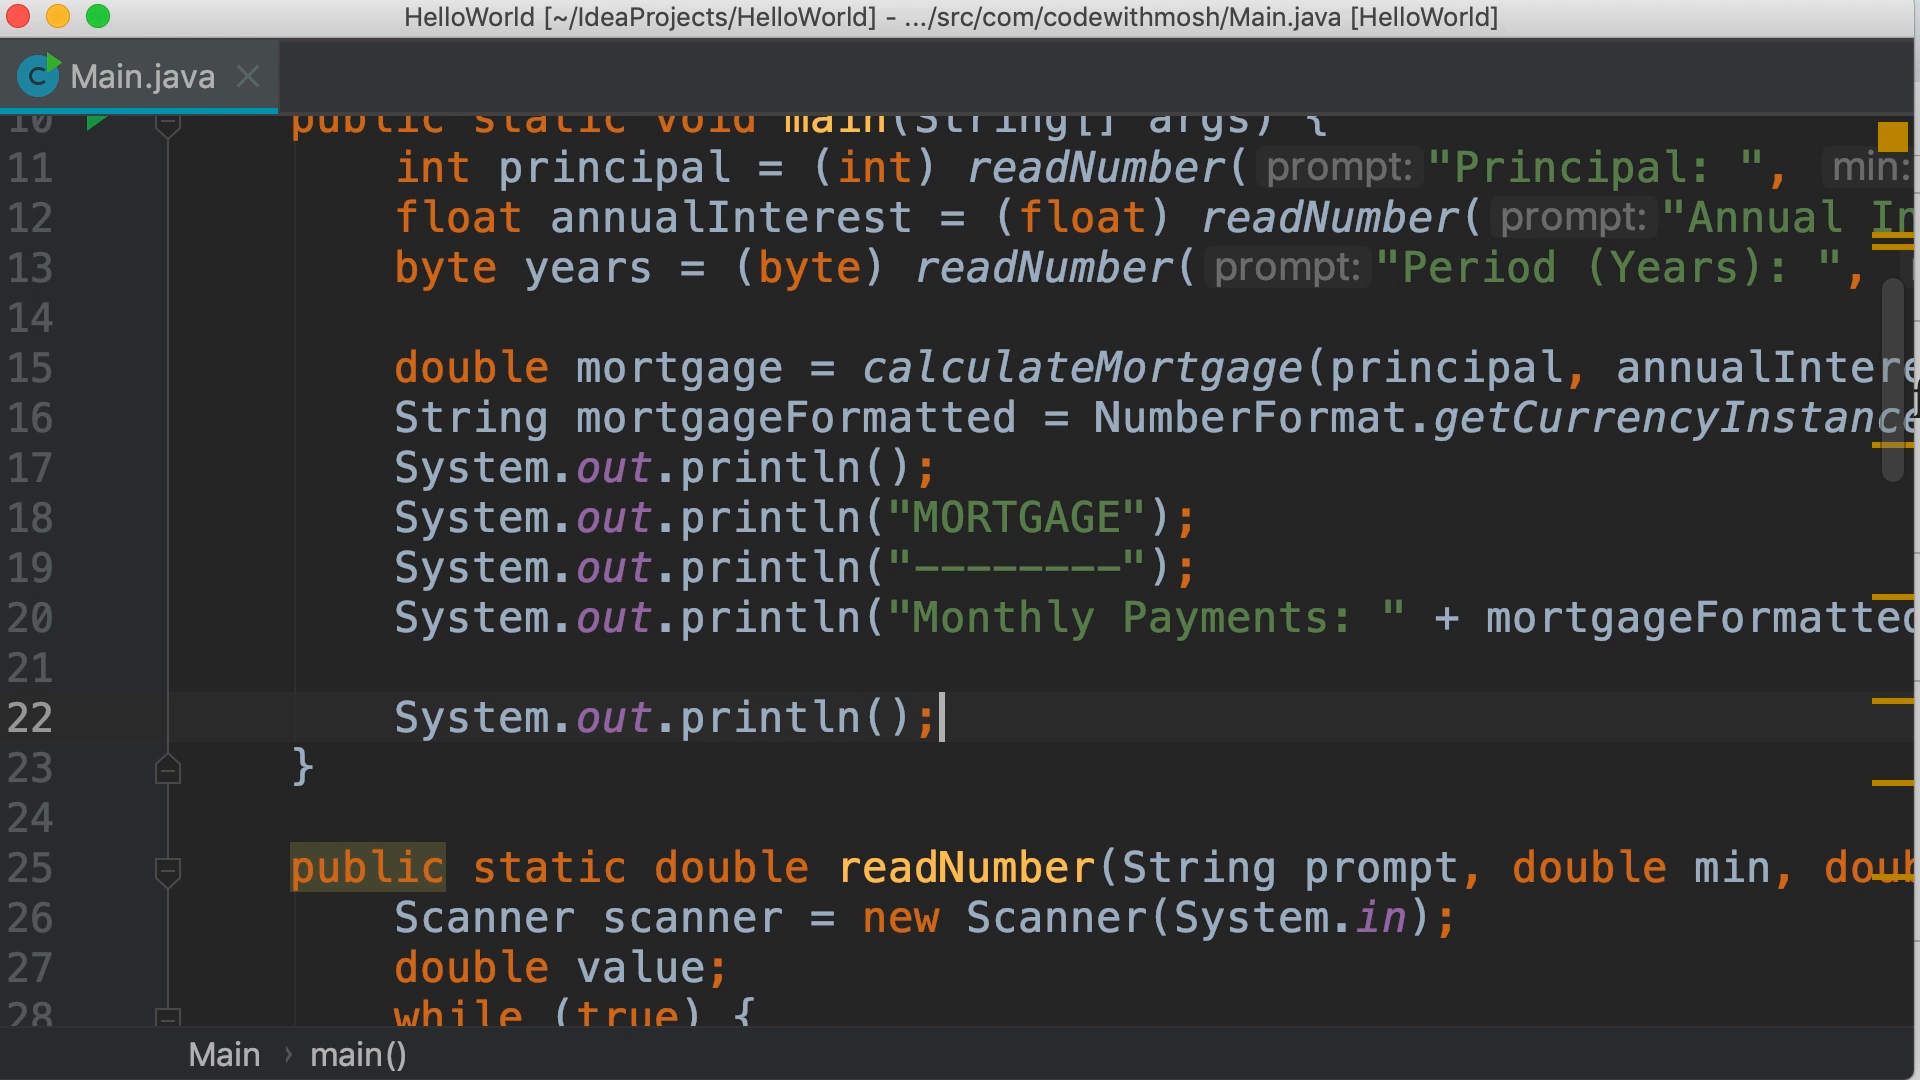 HelloWorld [~/IdeaProjects/HelloWorld] - .../src/com/codewithmosh/Main.java [HelloWorld]
Main.java
10 public static void main(String[] args) {
11 int principal = (int) readNumber( prompt: "Principal: ", min:
12 float annualInterest = (float) readNumber( prompt: "Annual In
13 byte years = (byte) readNumber( prompt: "Period (Years): ",
14
15 double mortgage = calculateMortgage(principal, annualIntere
16 String mortgageFormatted = NumberFormat.getCurrencyInstance
17 System.out.println();
18 System.out.println("MORTGAGE");
19 System.out.println("--------");
20 System.out.println("Monthly Payments: " + mortgageFormatted
21
22 System.out.println();
23 }
24
25 public static double readNumber(String prompt, double min, doub
26 Scanner scanner = new Scanner(System.in);
27 double value;
28 while (true) {
Main › main()